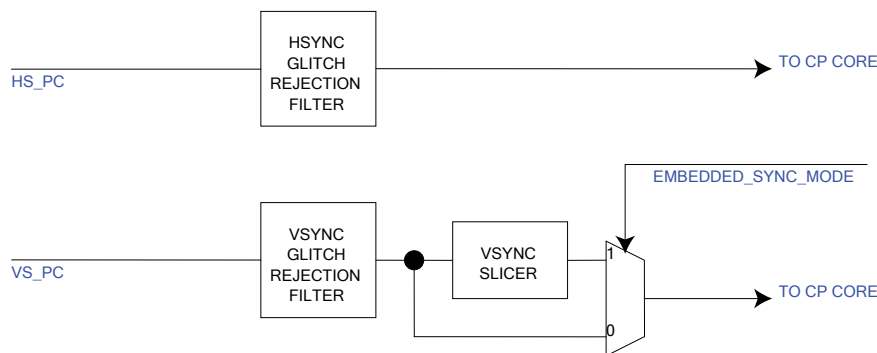 HSYNC
GLITCH
REJECTION
FILTER
HS_PC
TO CP CORE
EMBEDDED_SYNC_MODE
VSYNC
GLITCH
REJECTION
FILTER
VS_PC
VSYNC
SLICER
1
0
TO CP CORE